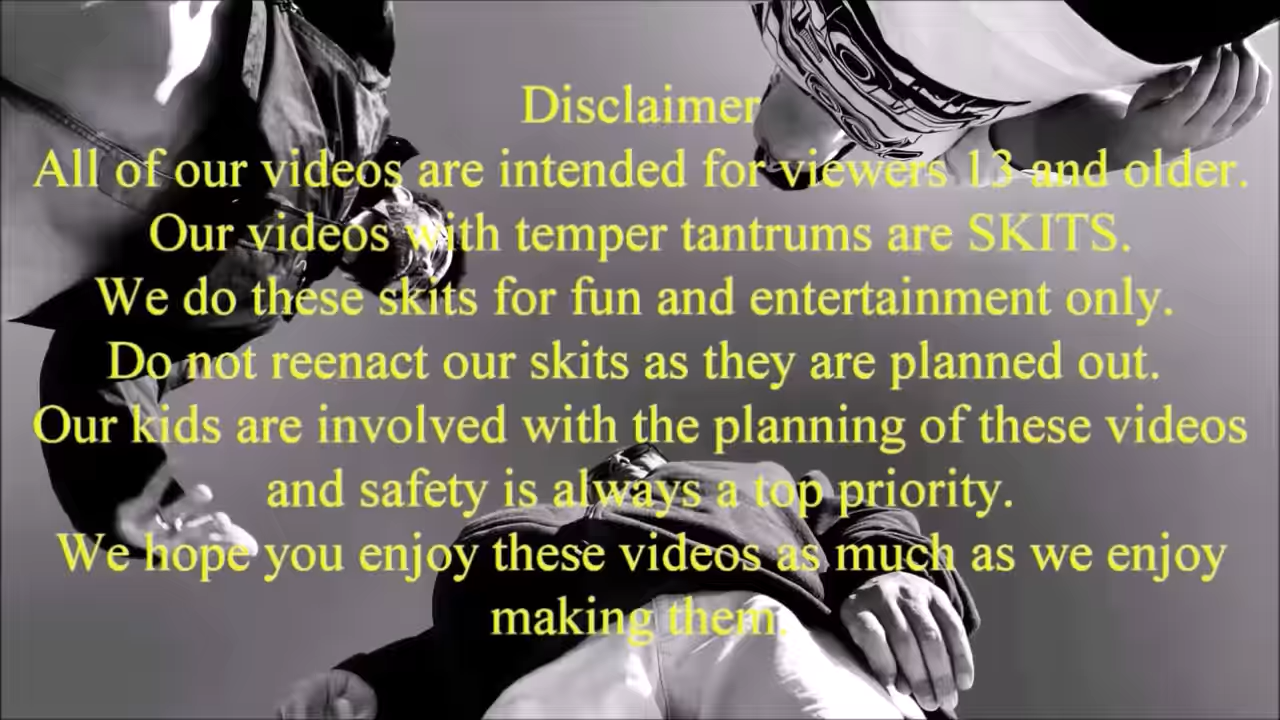 Disclaimer
All of our videos are intended for viewers 13 and older.
Our videos with temper tantrums are SKITS.
We do these skits for fun and entertainment only.
Do not reenact our skits as they are planned out.
Our kids are involved with the planning of these videos
and safety is always a top priority.
We hope you enjoy these videos as much as we enjoy
making them.